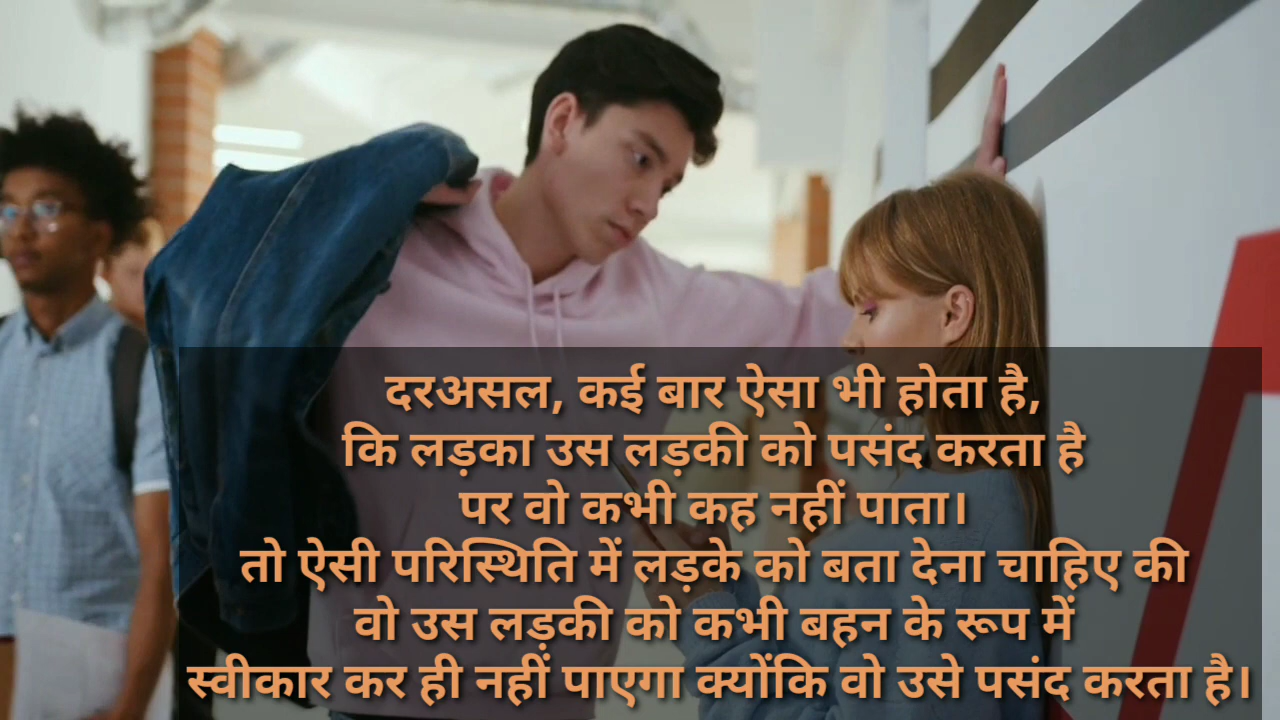 दरअसल, कई बार ऐसा भी होता है,
कि लड़का उस लड़की को पसंद करता है
पर वो कभी कह नहीं पाता।
तो ऐसी परिस्थिति में लड़के को बता देना चाहिए की
वो उस लड़की को कभी बहन के रूप में
स्वीकार कर ही नहीं पाएगा क्योंकि वो उसे पसंद करता है।